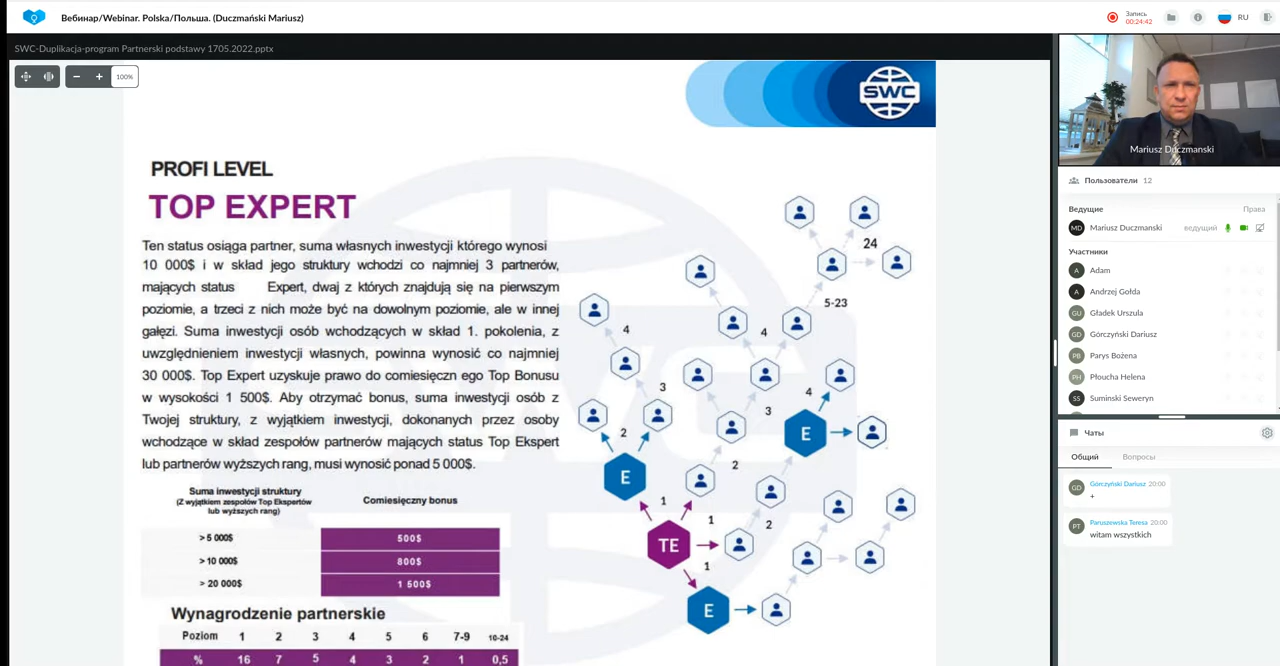 Вебинар/Webinar. Polska/Польша. (Duczmański Mariusz)
Запись
00:24:42
RU
SWC-Duplikacja-program Partnerski podstawy 1705.2022.pptx
100%
SWC
PROFI LEVEL
TOP EXPERT
Ten status osiąga partner, suma własnych inwestycji którego wynosi
10 000$ i w skład jego struktury wchodzi co najmniej 3 partnerów,
mających status Expert, dwaj z których znajdują się na pierwszym
poziomie, a trzeci z nich może być na dowolnym poziomie, ale w innej
gałęzi. Suma inwestycji osób wchodzących w skład 1. pokolenia, z
uwzględnieniem inwestycji własnych, powinna wynosić co najmniej
30 000$. Top Expert uzyskuje prawo do comiesięczn ego Top Bonusu
w wysokości 1 500$. Aby otrzymać bonus, suma inwestycji osób z
Twojej struktury, z wyjątkiem inwestycji, dokonanych przez osoby
wchodzące w skład zespołów partnerów mających status Top Ekspert
lub partnerów wyższych rang, musi wynosić ponad 5 000$.
Suma inwestycji struktury
(Z wyjątkiem zespołów Top Ekspertów
lub wyższych rang)
Comiesięczny bonus
> 5 000$ 500$
> 10 000$ 800$
> 20 000$ 1 500$
Wynagrodzenie partnerskie
Poziom 1 2 3 4 5 6 7-9 10-24
% 16 7 5 4 3 2 1 0,5
24
5-23
4
4
3
4
3
E
2
E
2
1
1
2
TE
1
E
Mariusz Duczmanski
Пользователи 12
Ведущие Права
MD Mariusz Duczmanski ведущий
Участники
A Adam
A Andrzej Gołda
GU Gładek Urszula
GD Górczyński Dariusz
PB Parys Bożena
PH Płoucha Helena
SS Suminski Seweryn
Чаты
Общий Вопросы
GD Górczyński Dariusz 20:00
+
PT Paruszewska Teresa 20:00
witam wszystkich